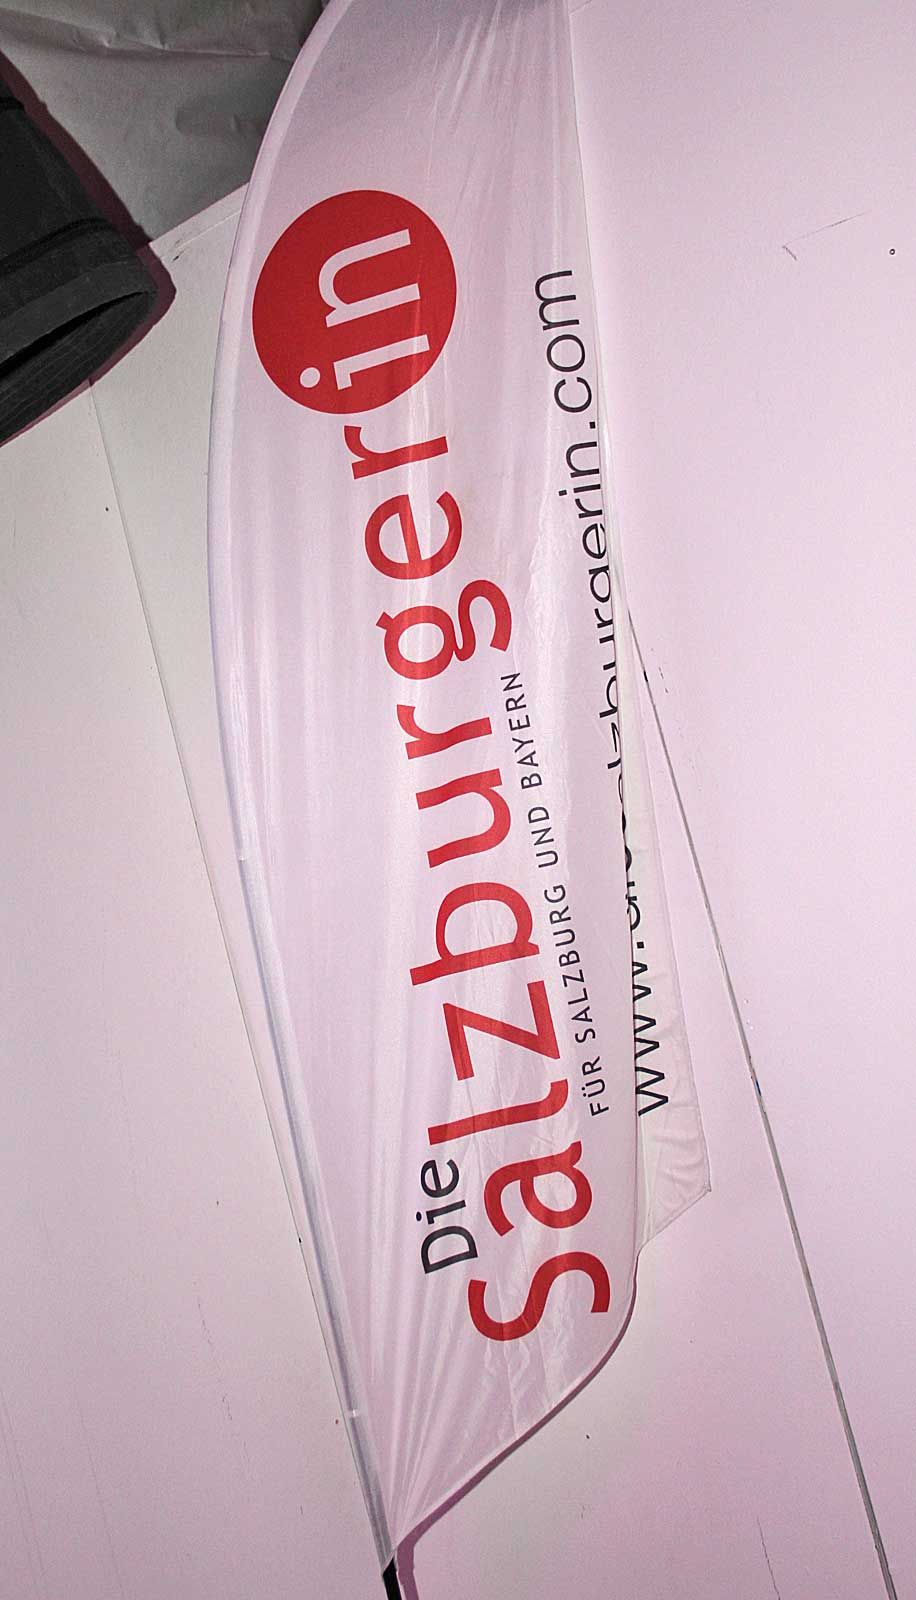 Die
Salzburgerin
FÜR SALZBURG UND BAYERN
www.diesalzburgerin.com